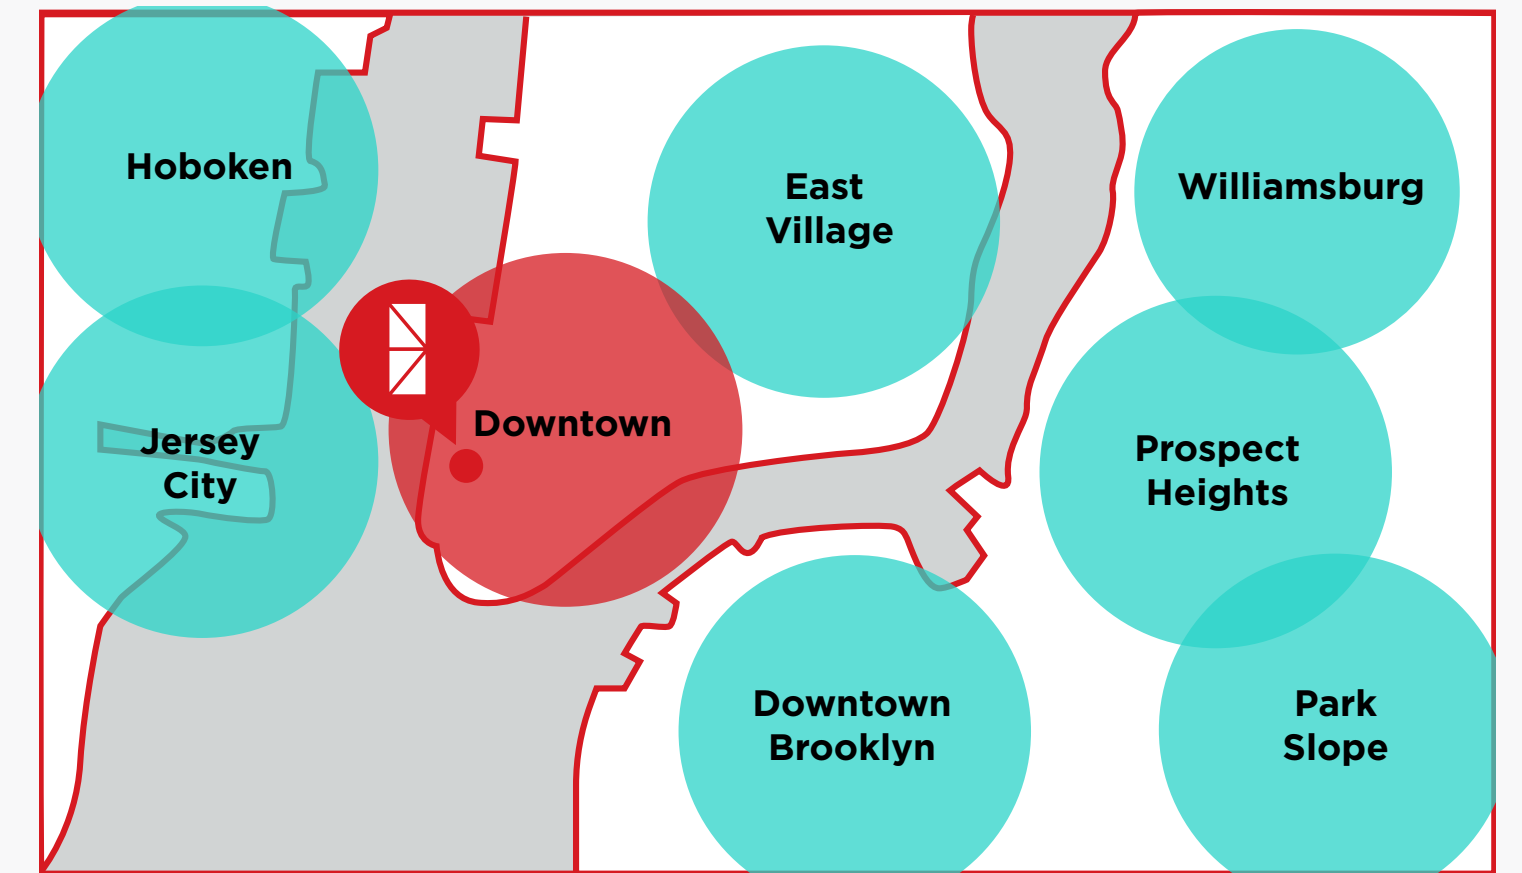 Hoboken
East
Village
Williamsburg
Downtown
Jersey
City
Prospect
Heights
Downtown
Brooklyn
Park
Slope